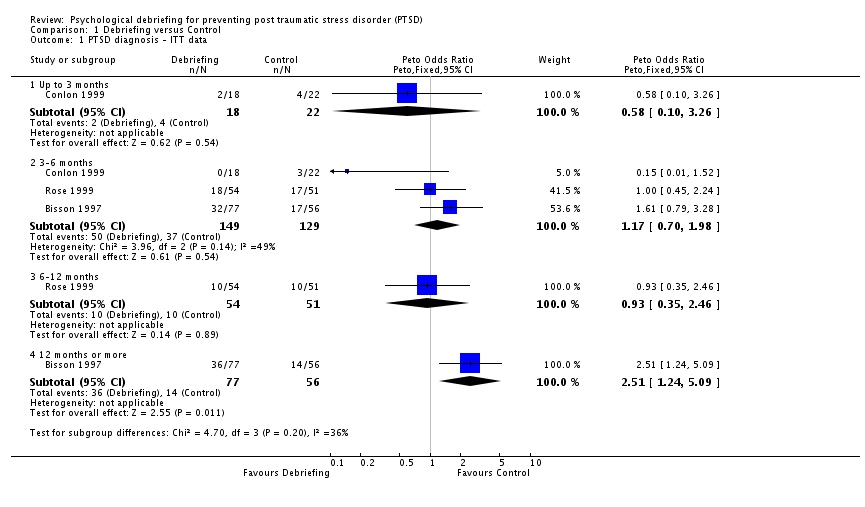 Review: Psychological debriefing for preventing post traumatic stress disorder (PTSD)
Comparison: 1 Debriefing versus Control
Outcome: 1 PTSD diagnosis - ITT data
Study or subgroup Debriefing Control Peto Odds Ratio Weight Peto Odds Ratio
n/N n/N Peto,Fixed,95% CI Peto,Fixed,95% CI
1 Up to 3 months
Conlon 1999 2/18 4/22 100.0 % 0.58 [ 0.10, 3.26 ]
Subtotal (95% CI) 18 22 100.0 % 0.58 [ 0.10, 3.26 ]
Total events: 2 (Debriefing), 4 (Control)
Heterogeneity: not applicable
Test for overall effect: Z = 0.62 (P = 0.54)
2 3-6 months
Conlon 1999 0/18 3/22 5.0 % 0.15 [ 0.01, 1.52 ]
Rose 1999 18/54 17/51 41.5 % 1.00 [ 0.45, 2.24 ]
Bisson 1997 32/77 17/56 53.6 % 1.61 [ 0.79, 3.28 ]
Subtotal (95% CI) 149 129 100.0 % 1.17 [ 0.70, 1.98 ]
Total events: 50 (Debriefing), 37 (Control)
Heterogeneity: Chi² = 3.96, df = 2 (P = 0.14); I² =49%
Test for overall effect: Z = 0.61 (P = 0.54)
3 6-12 months
Rose 1999 10/54 10/51 100.0 % 0.93 [ 0.35, 2.46 ]
Subtotal (95% CI) 54 51 100.0 % 0.93 [ 0.35, 2.46 ]
Total events: 10 (Debriefing), 10 (Control)
Heterogeneity: not applicable
Test for overall effect: Z = 0.14 (P = 0.89)
4 12 months or more
Bisson 1997 36/77 14/56 100.0 % 2.51 [ 1.24, 5.09 ]
Subtotal (95% CI) 77 56 100.0 % 2.51 [ 1.24, 5.09 ]
Total events: 36 (Debriefing), 14 (Control)
Heterogeneity: not applicable
Test for overall effect: Z = 2.55 (P = 0.011)
Test for subgroup differences: Chi² = 4.70, df = 3 (P = 0.20), I² =36%
0.1 0.2 0.5 1 2 5 10
Favours Debriefing Favours Control